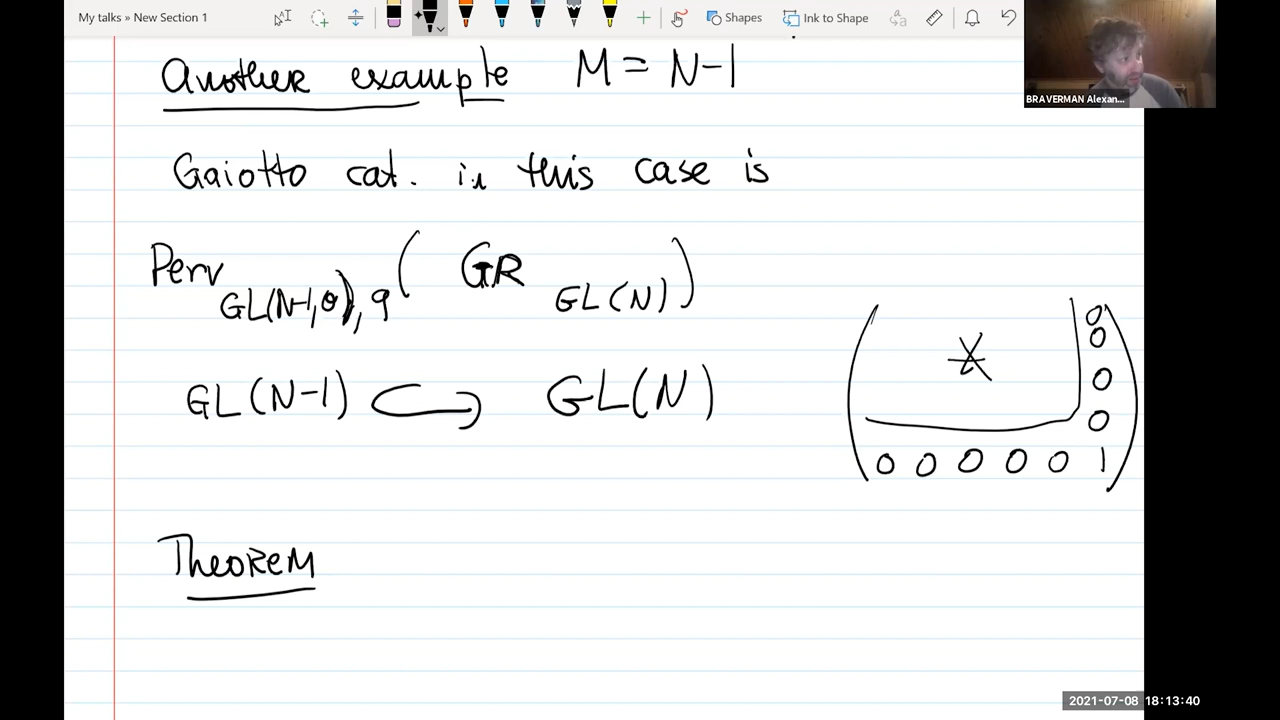 My talks » New Section 1
Shapes
Ink to Shape
BRAVERMAN Alexan...
Another example M = N-1
Gaiotto cat. in this case is
Perv GL(N-1,O), q ( GR GL(N) )
GL(N-1) ↪ GL(N)
* 0
0
0
0
0 0 0 0 0 1
Theorem
2021-07-08 18:13:40